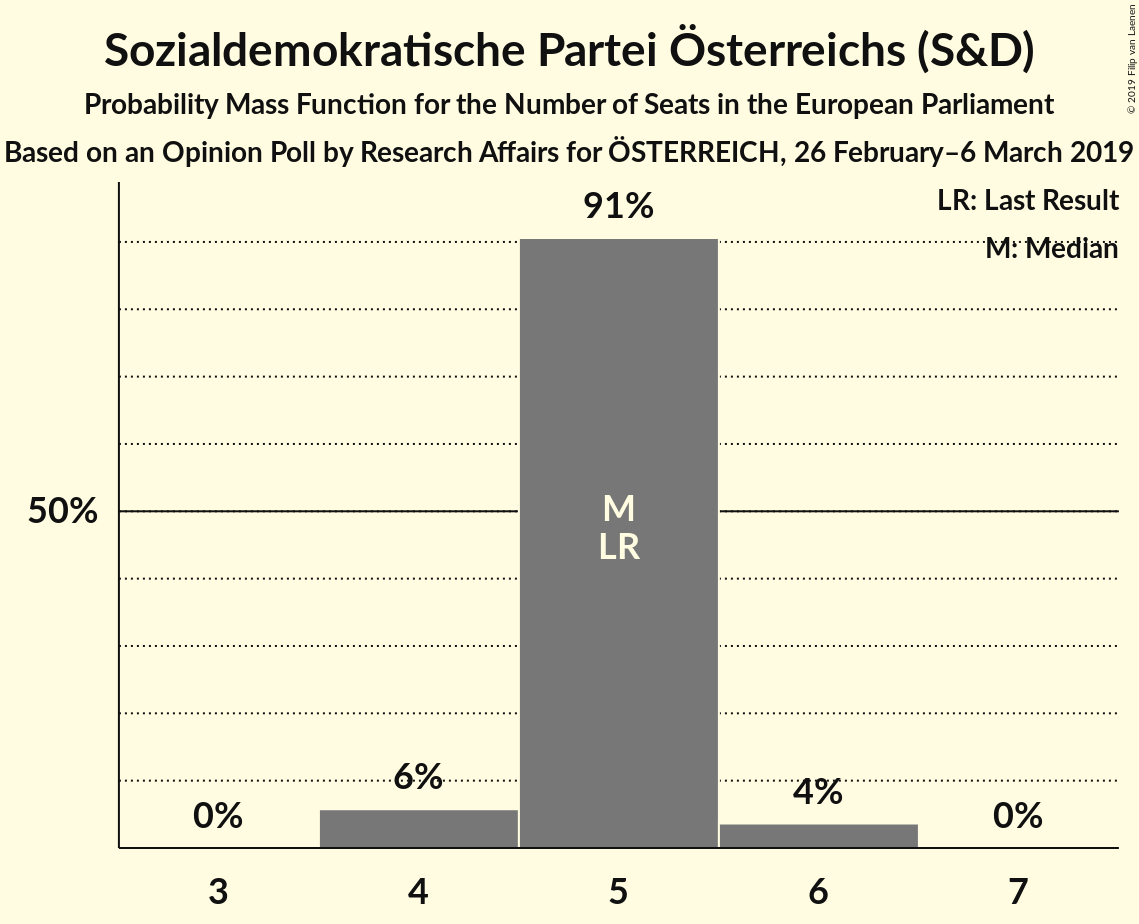 Sozialdemokratische Partei Österreichs (S&D)
Probability Mass Function for the Number of Seats in the European Parliament
Based on an Opinion Poll by Research Affairs for ÖSTERREICH, 26 February–6 March 2019
© 2019 Filip van Laenen
LR: Last Result
M: Median
91%
50%
M
LR
6%
4%
0%
0%
3 4 5 6 7